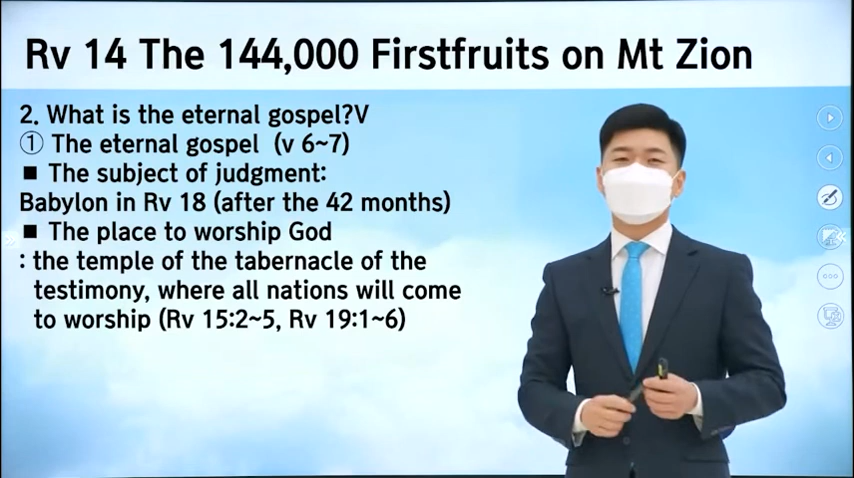 Rv 14 The 144,000 Firstfruits on Mt Zion
2. What is the eternal gospel?V
① The eternal gospel (v 6~7)
■ The subject of judgment:
Babylon in Rv 18 (after the 42 months)
■ The place to worship God
: the temple of the tabernacle of the
testimony, where all nations will come
to worship (Rv 15:2~5, Rv 19:1~6)